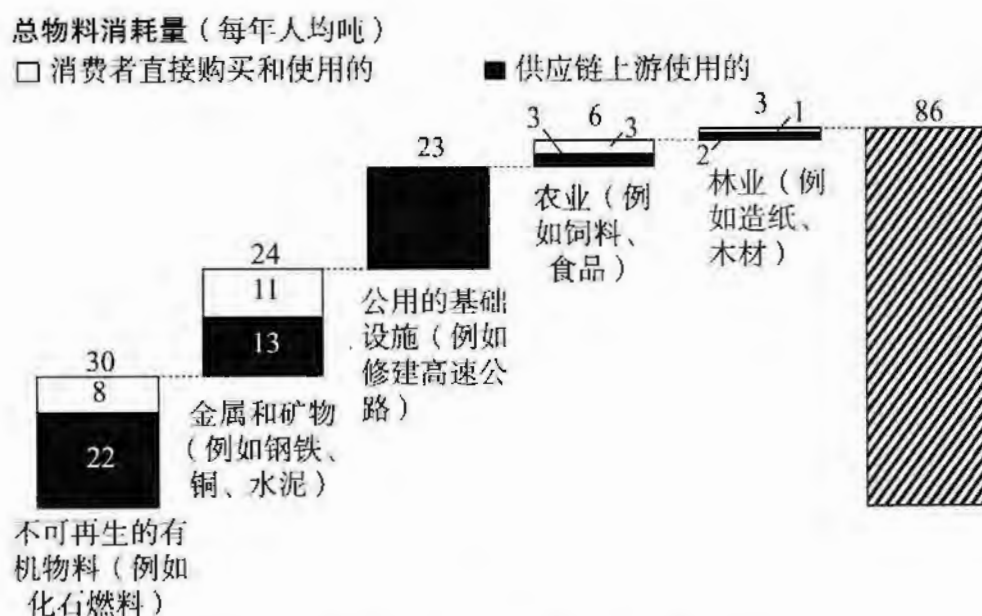 总物料消耗量（每年人均吨）
□ 消费者直接购买和使用的 ■ 供应链上游使用的
30
8
22
不可再生的有
机物料（例如
化石燃料）
24
11
13
金属和矿物
（例如钢铁、
铜、水泥）
23
公用的基础
设施（例如
修建高速公
路）
6
3
3
农业（例
如饲料、
食品）
3
1
2
林业（例
如造纸、
木材）
86